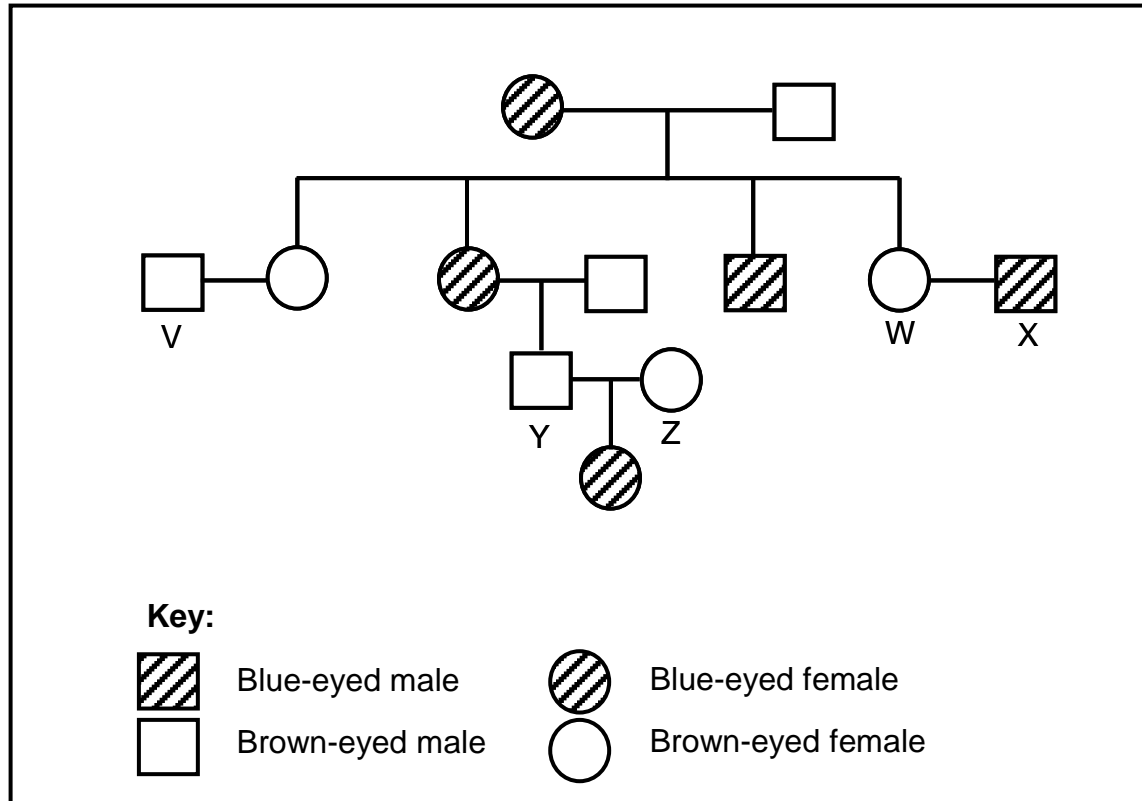 V
W
X
Y
Z
Key:
Blue-eyed male
Blue-eyed female
Brown-eyed male
Brown-eyed female